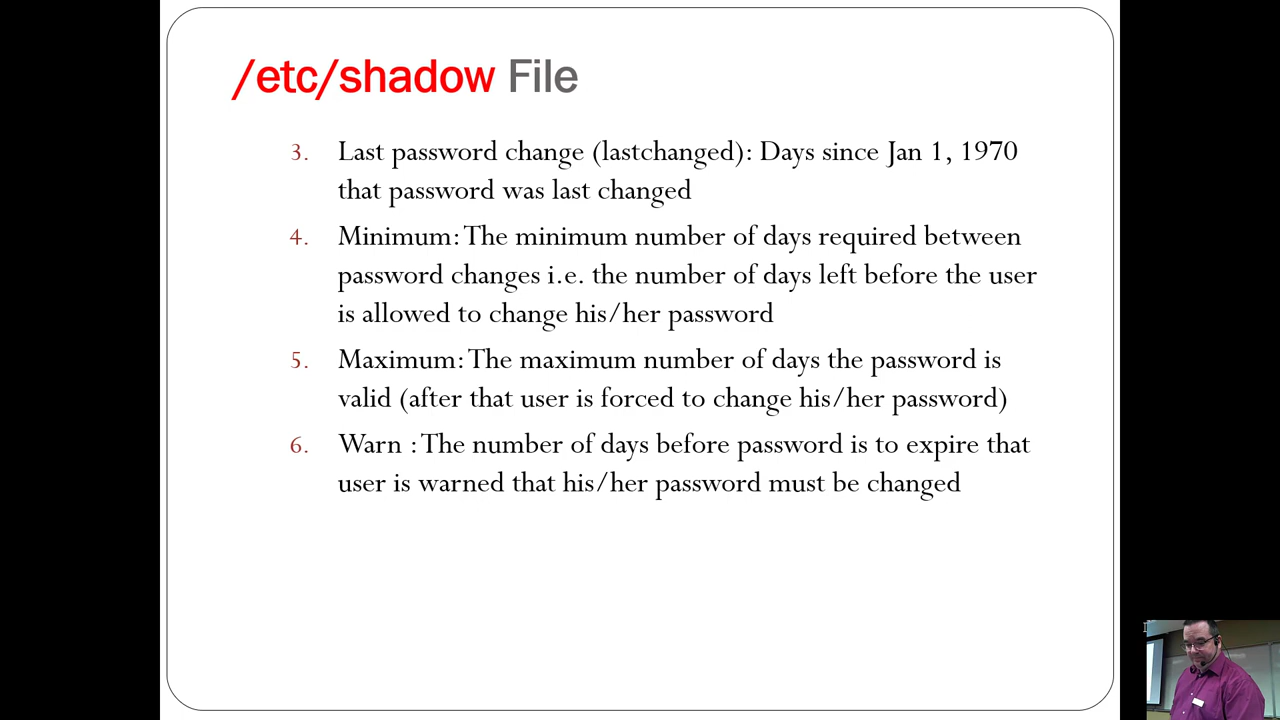 /etc/shadow File
3. Last password change (lastchanged): Days since Jan 1, 1970
that password was last changed
4. Minimum: The minimum number of days required between
password changes i.e. the number of days left before the user
is allowed to change his/her password
5. Maximum: The maximum number of days the password is
valid (after that user is forced to change his/her password)
6. Warn : The number of days before password is to expire that
user is warned that his/her password must be changed